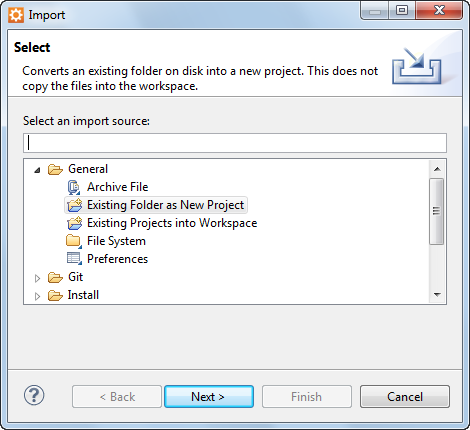 Import
Select
Converts an existing folder on disk into a new project. This does not
copy the files into the workspace.
Select an import source:
General
Archive File
Existing Folder as New Project
Existing Projects into Workspace
File System
Preferences
Git
Install
?
< Back
Next >
Finish
Cancel